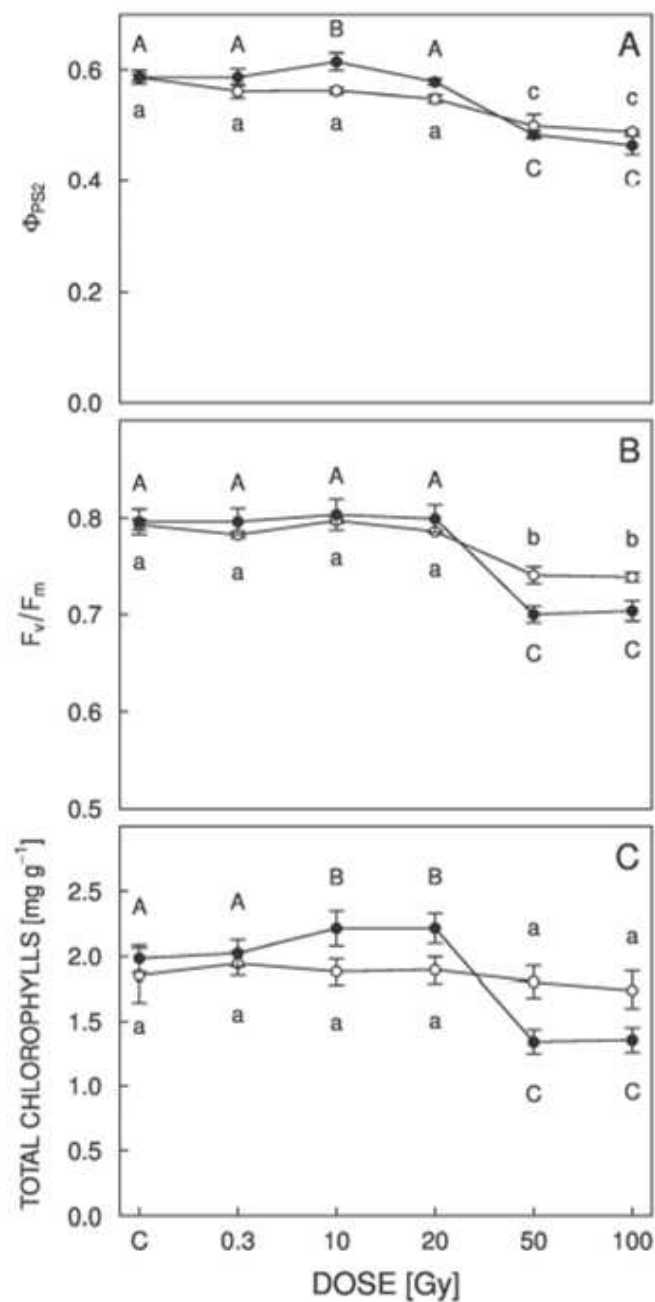 B
A A A A
0.6
c c
a a a a
C C
0.4
ΦPS2
0.2
0.0
B
A A A A
0.8
b b
a a a a
0.7
C C
Fv/Fm
0.6
0.5
C
B B
2.5
A A
a a
2.0
a a a a
1.5
C C
1.0
0.5
0.0
TOTAL CHLOROPHYLLS [mg g⁻¹]
C 0.3 10 20 50 100
DOSE [Gy]